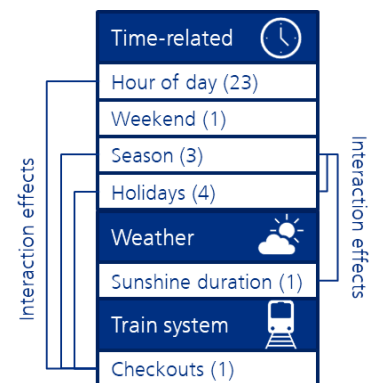 Time-related
Hour of day (23)
Weekend (1)
Season (3)
Holidays (4)
Weather
Sunshine duration (1)
Train system
Checkouts (1)
Interaction effects
Interaction effects